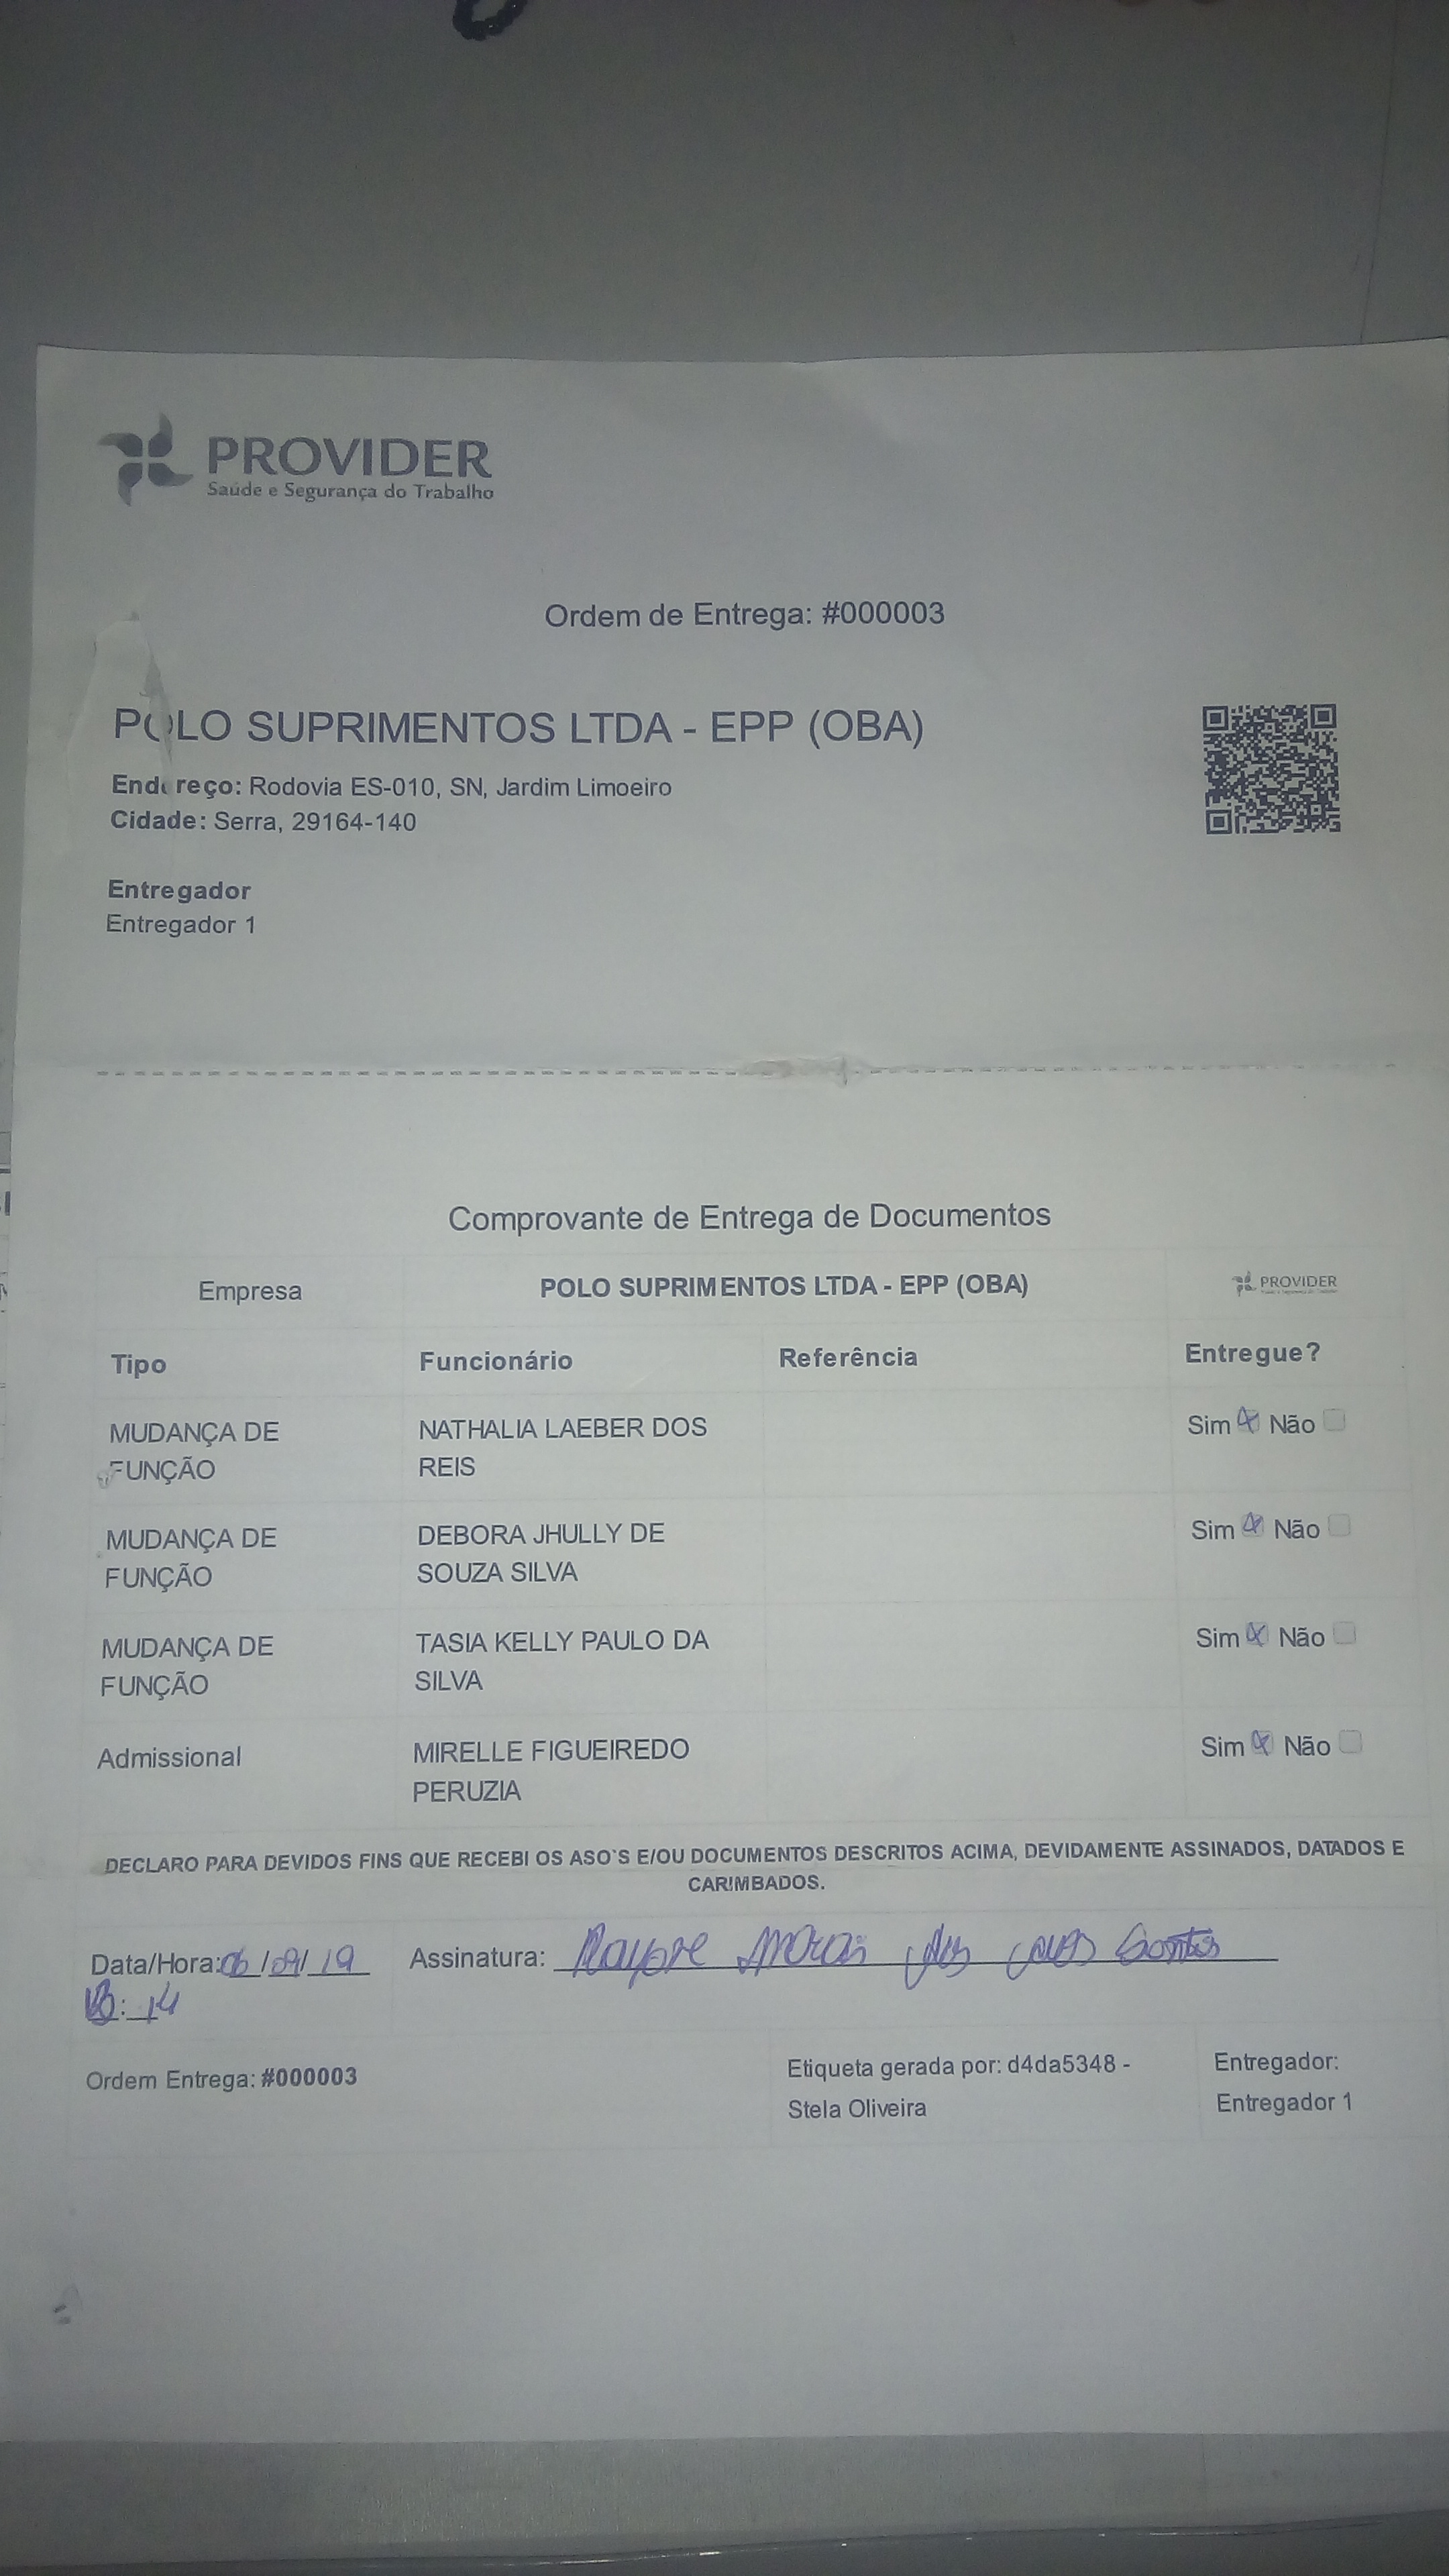 PROVIDER
Saúde e Segurança do Trabalho
Ordem de Entrega: #000003
POLO SUPRIMENTOS LTDA - EPP (OBA)
Endereço: Rodovia ES-010, SN, Jardim Limoeiro
Cidade: Serra, 29164-140
Entregador
Entregador 1
Comprovante de Entrega de Documentos
Empresa POLO SUPRIMENTOS LTDA - EPP (OBA) PROVIDER
Tipo Funcionário Referência Entregue?
MUDANÇA DE NATHALIA LAEBER DOS Sim Não
FUNÇÃO REIS
MUDANÇA DE DEBORA JHULLY DE Sim Não
FUNÇÃO SOUZA SILVA
MUDANÇA DE TASIA KELLY PAULO DA Sim Não
FUNÇÃO SILVA
Admissional MIRELLE FIGUEIREDO Sim Não
PERUZIA
DECLARO PARA DEVIDOS FINS QUE RECEBI OS ASO`S E/OU DOCUMENTOS DESCRITOS ACIMA, DEVIDAMENTE ASSINADOS, DATADOS E
CARIMBADOS.
Data/Hora: 06/09/19 Assinatura: Santos
: 14
Ordem Entrega: #000003 Etiqueta gerada por: d4da5348 - Entregador:
Stela Oliveira Entregador 1